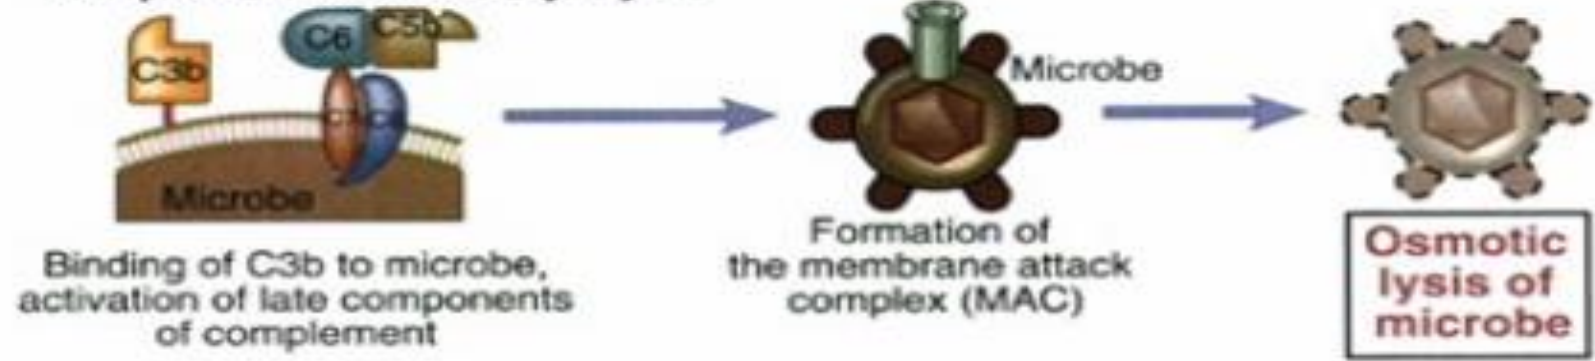 C3b
C6
C5b
Microbe
Binding of C3b to microbe,
activation of late components
of complement
Microbe
Formation of
the membrane attack
complex (MAC)
Osmotic
lysis of
microbe